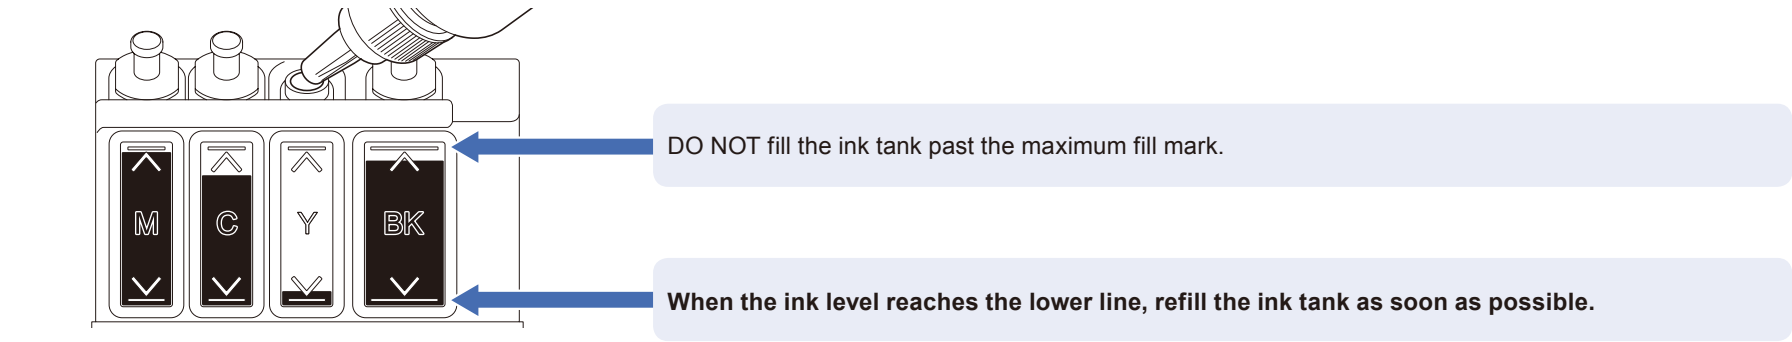 DO NOT fill the ink tank past the maximum fill mark.
M C Y BK
When the ink level reaches the lower line, refill the ink tank as soon as possible.